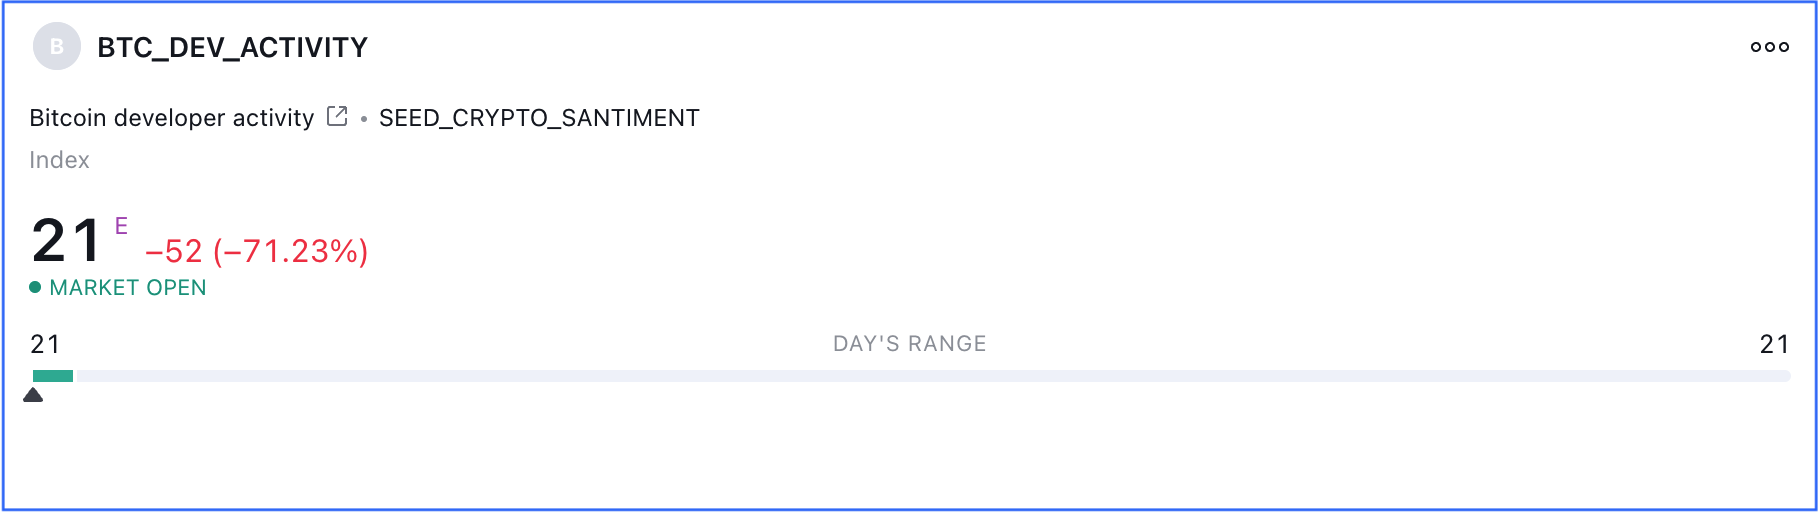 B BTC_DEV_ACTIVITY
Bitcoin developer activity • SEED_CRYPTO_SANTIMENT
Index
21 E −52 (−71.23%)
MARKET OPEN
21 DAY'S RANGE 21